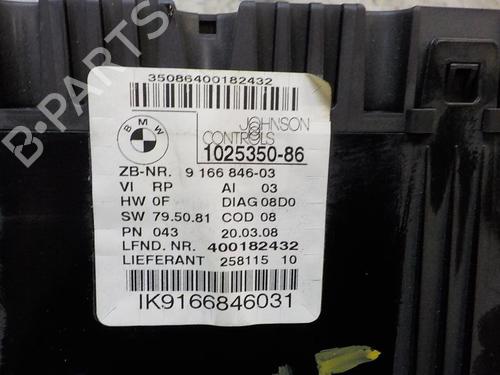 35086400182432
BMW
JOHNSON CONTROLS
1025350-86
ZB-NR. 9 166 846-03
VI RP AI 03
HW 0F DIAG 08D0
SW 79.50.81 COD 08
PN 043 20.03.08
LFND. NR. 400182432
LIEFERANT 258115 10
IK9166846031
B-PARTS